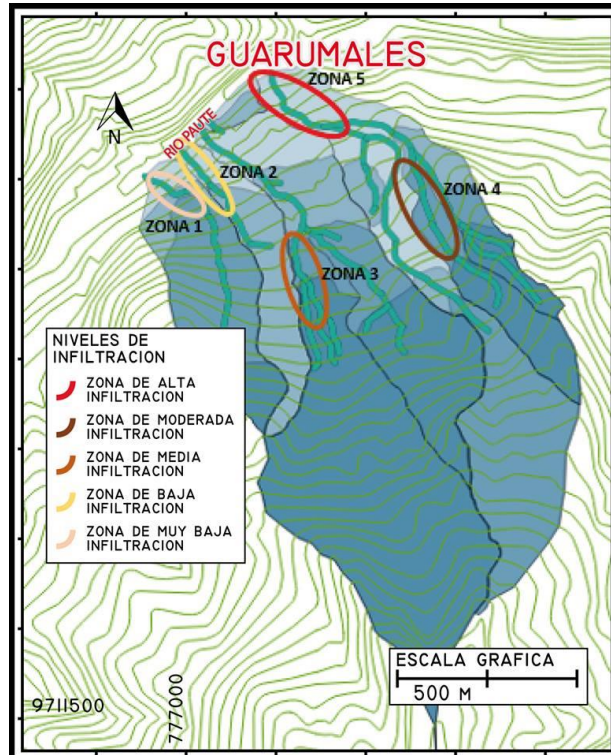 GUARUMALES
ZONA 5
N
RIO PAUTE
ZONA 2
ZONA 4
ZONA 1
ZONA 3
NIVELES DE
INFILTRACION
ZONA DE ALTA
INFILTRACION
ZONA DE MODERADA
INFILTRACION
ZONA DE MEDIA
INFILTRACION
ZONA DE BAJA
INFILTRACION
ZONA DE MUY BAJA
INFILTRACION
ESCALA GRAFICA
500 M
9711500
777000